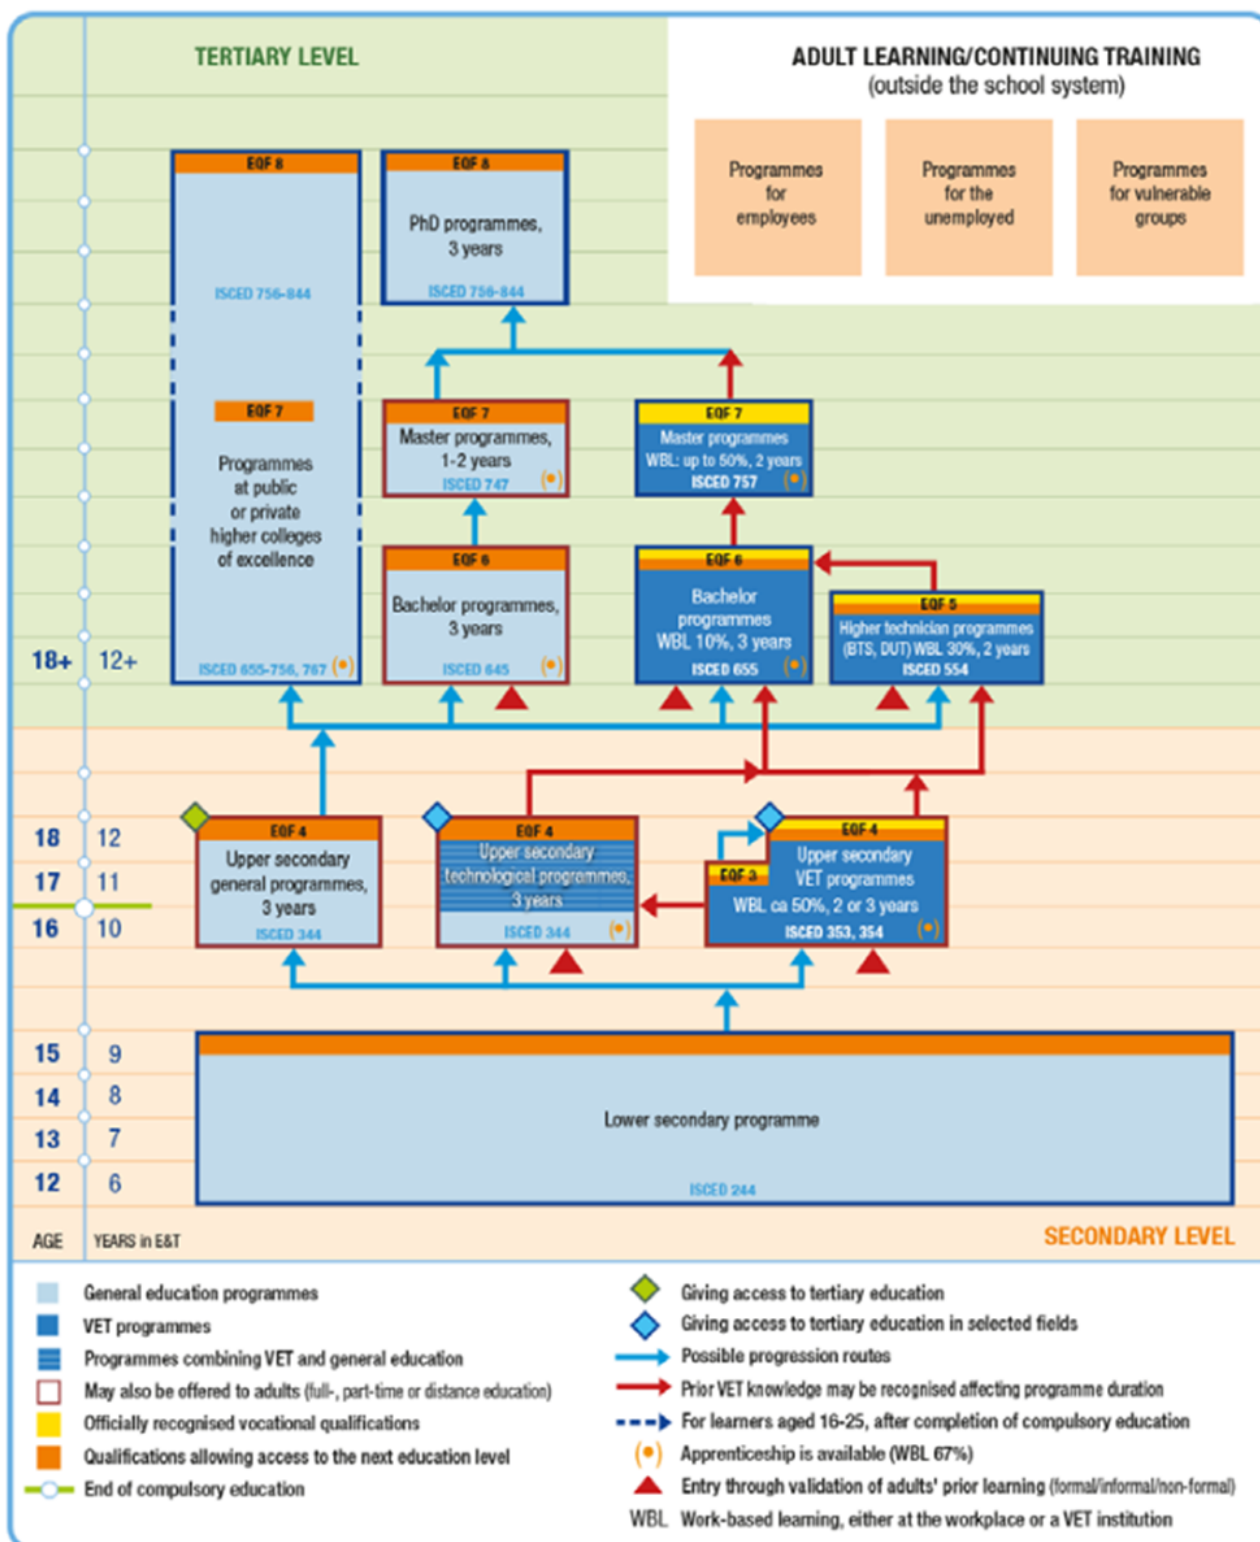 TERTIARY LEVEL
ADULT LEARNING/CONTINUING TRAINING
(outside the school system)
Programmes
for
employees
Programmes
for the
unemployed
Programmes
for vulnerable
groups
EQF 8
ISCED 756-844
EQF 7
Programmes
at public
or private
higher colleges
of excellence
ISCED 655-756, 767
EQF 8
PhD programmes,
3 years
ISCED 756-844
EQF 7
Master programmes,
1-2 years
ISCED 747
EQF 7
Master programmes
WBL: up to 50%, 2 years
ISCED 757
EQF 6
Bachelor programmes,
3 years
ISCED 645
EQF 6
Bachelor
programmes
WBL 10%, 3 years
ISCED 655
EQF 5
Higher technician programmes
(BTS, DUT) WBL 30%, 2 years
ISCED 554
18+ 12+
18 12
17 11
16 10
EQF 4
Upper secondary
general programmes,
3 years
ISCED 344
EQF 4
Upper secondary
technological programmes,
3 years
ISCED 344
EQF 3
EQF 4
Upper secondary
VET programmes
WBL ca 50%, 2 or 3 years
ISCED 353, 354
15 9
14 8
13 7
12 6
Lower secondary programme
ISCED 244
AGE YEARS in E&T
SECONDARY LEVEL
General education programmes
VET programmes
Programmes combining VET and general education
May also be offered to adults (full-, part-time or distance education)
Officially recognised vocational qualifications
Qualifications allowing access to the next education level
End of compulsory education
Giving access to tertiary education
Giving access to tertiary education in selected fields
Possible progression routes
Prior VET knowledge may be recognised affecting programme duration
For learners aged 16-25, after completion of compulsory education
Apprenticeship is available (WBL 67%)
Entry through validation of adults' prior learning (formal/informal/non-formal)
WBL Work-based learning, either at the workplace or a VET institution